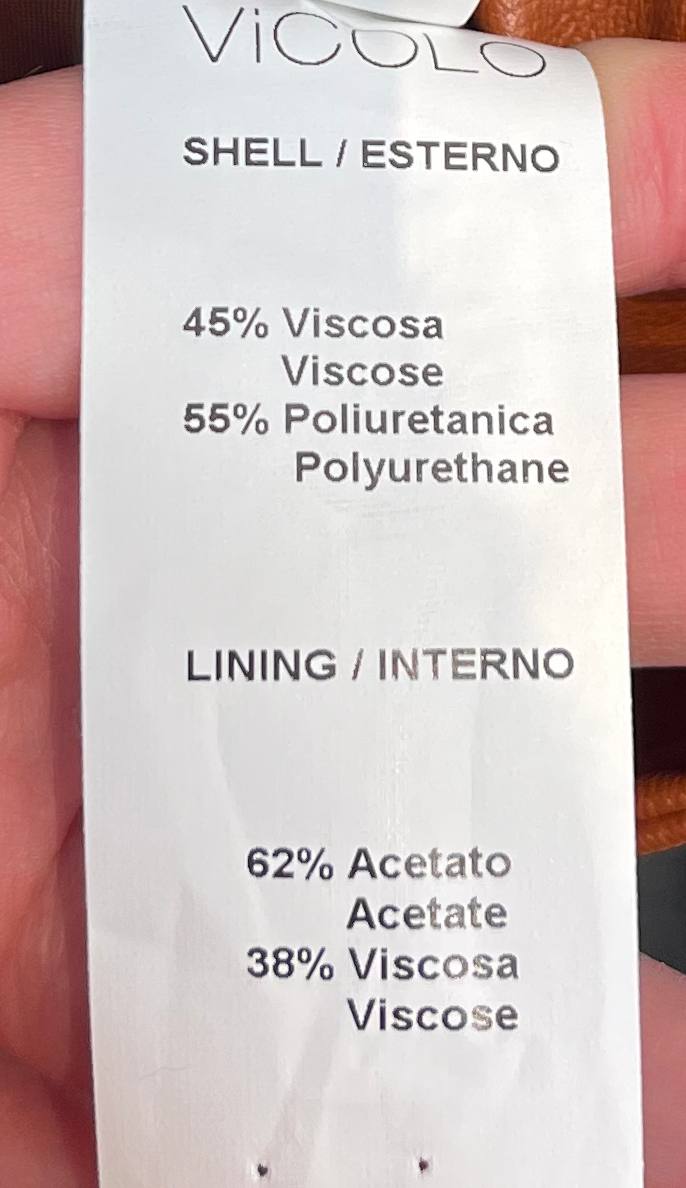 ViCOLO
SHELL / ESTERNO
45% Viscosa
Viscose
55% Poliuretanica
Polyurethane
LINING / INTERNO
62% Acetato
Acetate
38% Viscosa
Viscose